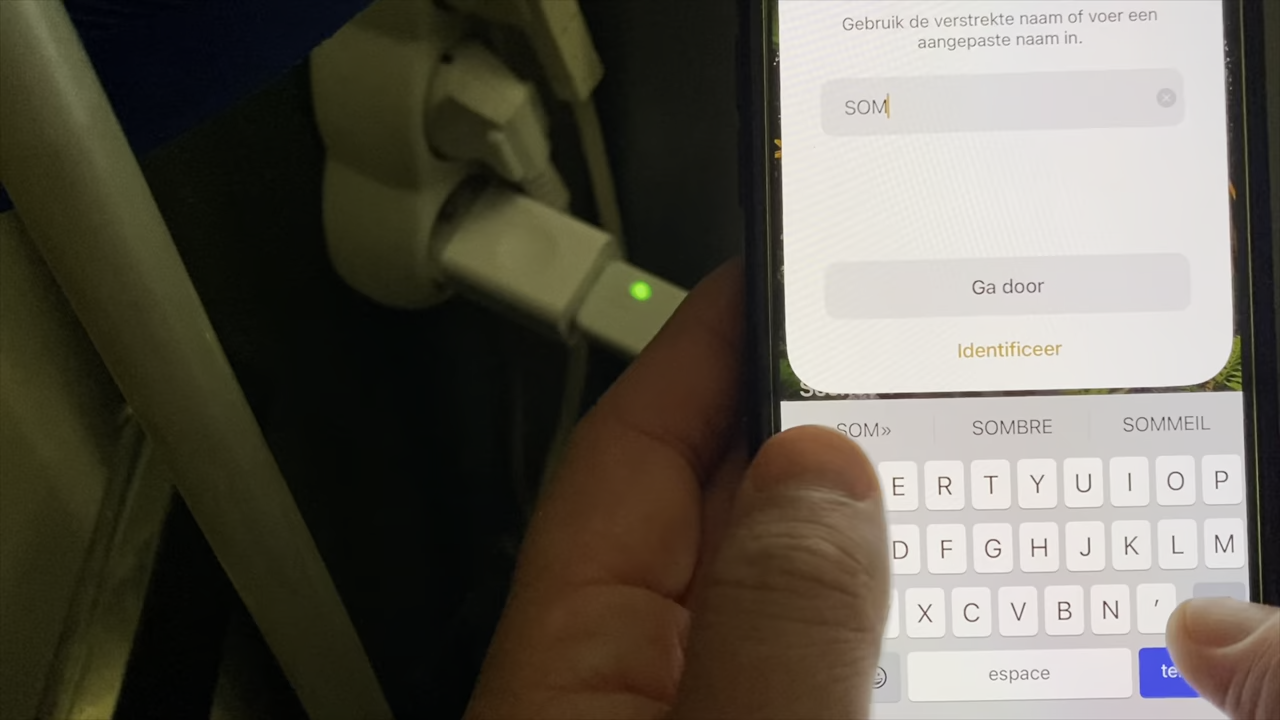 Gebruik de verstrekte naam of voer een
aangepaste naam in.
SOM
Ga door
Identificeer
SOM» SOMBRE SOMMEIL
E R T Y U I O P
D F G H J K L M
X C V B N ′
espace